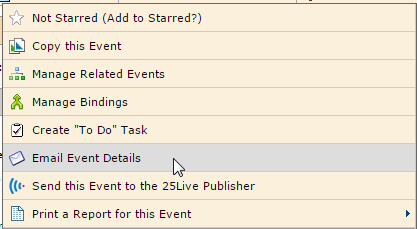 Not Starred (Add to Starred?)
Copy this Event
Manage Related Events
Manage Bindings
Create "To Do" Task
Email Event Details
Send this Event to the 25Live Publisher
Print a Report for this Event